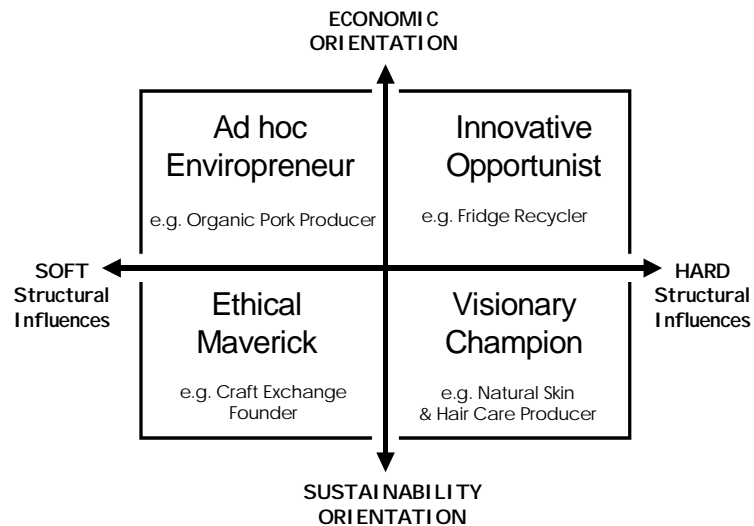 ECONOMIC
ORIENTATION
Ad hoc
Enviropreneur
e.g. Organic Pork Producer
Innovative
Opportunist
e.g. Fridge Recycler
SOFT
Structural
Influences
HARD
Structural
Influences
Ethical
Maverick
e.g. Craft Exchange
Founder
Visionary
Champion
e.g. Natural Skin
& Hair Care Producer
SUSTAINABILITY
ORIENTATION